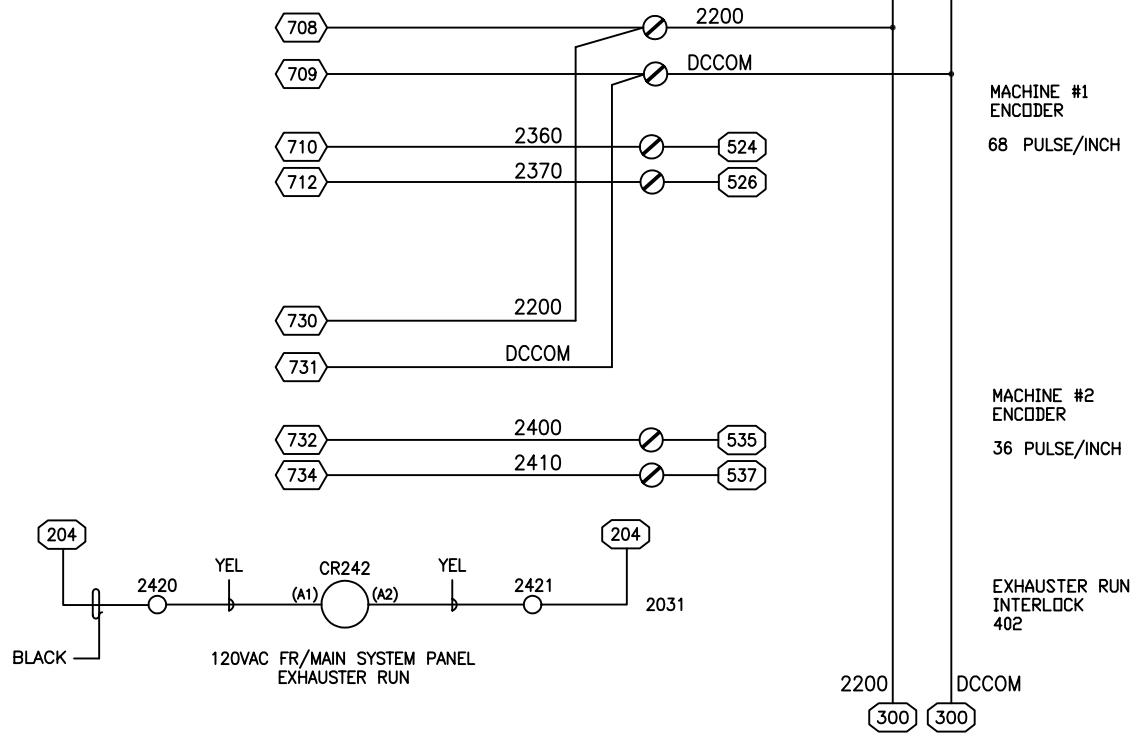 708
2200
709
DCCOM
MACHINE #1
ENCODER
68 PULSE/INCH
710
2360
524
712
2370
526
730
2200
731
DCCOM
MACHINE #2
ENCODER
36 PULSE/INCH
732
2400
535
734
2410
537
204
204
2420
YEL
CR242
(A1)
(A2)
YEL
2421
2031
EXHAUSTER RUN
INTERLOCK
402
BLACK
120VAC FR/MAIN SYSTEM PANEL
EXHAUSTER RUN
2200
DCCOM
300
300